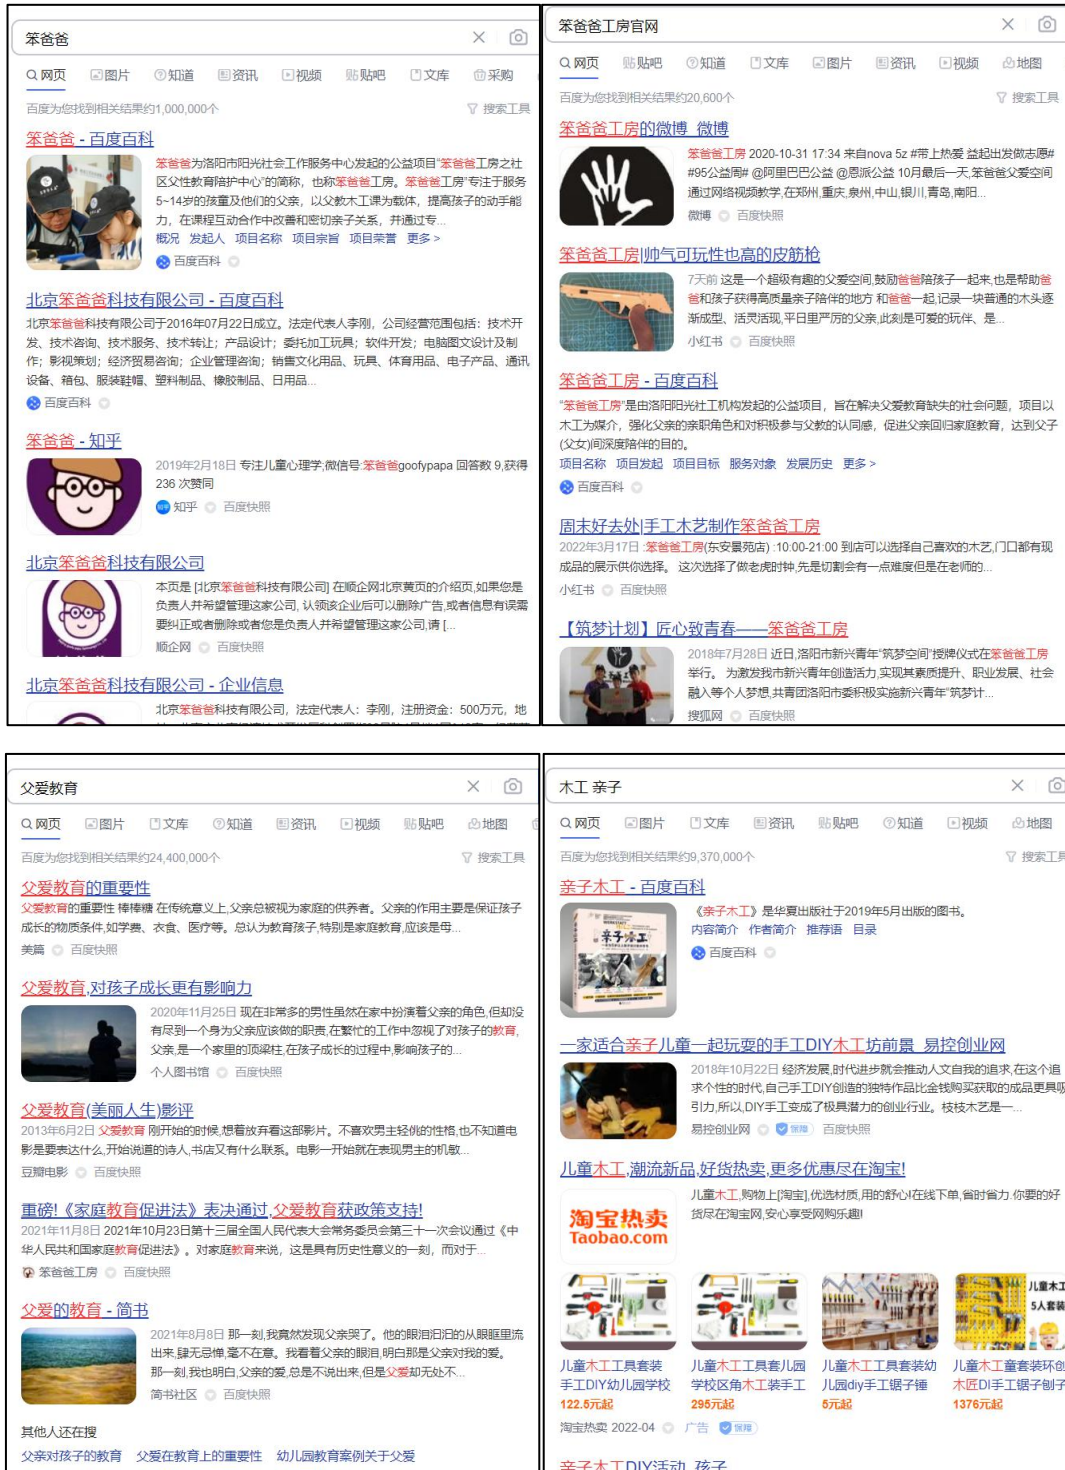 笨爸爸
网页 图片 知道 资讯 视频 贴吧 文库 采购
百度为您找到相关结果约1,000,000个 搜索工具
笨爸爸 - 百度百科
笨爸爸为洛阳市阳光社会工作服务中心发起的公益项目“笨爸爸工房之社
区父性教育陪护中心”的简称，也称笨爸爸工房。笨爸爸工房“专注于服务
5~14岁的孩童及他们的父亲，以父教木工课为载体，提高孩子的动手能
力，在课程互动合作中改善和密切亲子关系，并通过专...
概况 发起人 项目名称 项目宗旨 项目荣誉 更多 >
百度百科
北京笨爸爸科技有限公司 - 百度百科
北京笨爸爸科技有限公司于2016年07月22日成立。法定代表人李刚，公司经营范围包括：技术开
发、技术咨询、技术服务、技术转让；产品设计；委托加工玩具；软件开发；电脑图文设计及制
作；影视策划；经济贸易咨询；企业管理咨询；销售文化用品、玩具、体育用品、电子产品、通讯
设备、箱包、服装鞋帽、塑料制品、橡胶制品、日用品...
百度百科
笨爸爸 - 知乎
2019年2月18日 专注儿童心理学;微信号:笨爸爸goofypapa 回答数 9,获得
236 次赞同
知乎 百度快照
北京笨爸爸科技有限公司
本页是 [北京笨爸爸科技有限公司] 在顺企网北京黄页的介绍页,如果您是
负责人并希望管理这家公司, 认领该企业后可以删除广告,或者信息有误需
要纠正或者删除或者您是负责人并希望管理这家公司,请 [...
顺企网 百度快照
北京笨爸爸科技有限公司 - 企业信息
北京笨爸爸科技有限公司，法定代表人：李刚，注册资金：500万元，地
笨爸爸工房官网
网页 贴吧 知道 文库 图片 资讯 视频 地图
百度为您找到相关结果约20,600个 搜索工具
笨爸爸工房的微博_微博
笨爸爸工房 2020-10-31 17:34 来自nova 5z #带上热爱 益起出发做志愿#
#95公益周# @阿里巴巴公益 @恩派公益 10月最后一天,笨爸爸父爱空间
通过网络视频教学,在郑州,重庆,泉州,中山,银川,青岛,南阳...
微博 百度快照
笨爸爸工房|帅气可玩性也高的皮筋枪
7天前 这是一个超级有趣的父爱空间,鼓励爸爸陪孩子一起来,也是帮助爸
爸和孩子获得高质量亲子陪伴的地方 和爸爸一起,记录一块普通的木头逐
渐成型、活灵活现,平日里严厉的父亲,此刻是可爱的玩伴、是...
小红书 百度快照
笨爸爸工房 - 百度百科
“笨爸爸工房”是由洛阳阳光社工机构发起的公益项目，旨在解决父爱教育缺失的社会问题，项目以
木工为媒介，强化父亲的亲职角色和对积极参与父教的认同感，促进父亲回归家庭教育，达到父子
(父女)间深度陪伴的目的。
项目名称 项目发起 项目目标 服务对象 发展历史 更多 >
百度百科
周末好去处|手工木艺制作笨爸爸工房
2022年3月17日 :笨爸爸工房(东安景苑店) :10:00-21:00 到店可以选择自己喜欢的木艺,门口都有现
成品的展示供你选择。 这次选择了做老虎时钟,先是切割会有一点难度但是在老师的...
小红书 百度快照
【筑梦计划】匠心致青春——笨爸爸工房
2018年7月28日 近日,洛阳市新兴青年“筑梦空间”授牌仪式在笨爸爸工房
举行。 为激发我市新兴青年创造活力,实现其素质提升、职业发展、社会
融入等个人梦想,共青团洛阳市委积极实施新兴青年“筑梦计...
搜狐网 百度快照
父爱教育
网页 图片 文库 知道 资讯 视频 贴吧 地图
百度为您找到相关结果约24,400,000个 搜索工具
父爱教育的重要性
父爱教育的重要性 棒棒糖 在传统意义上,父亲总被视为家庭的供养者。父亲的作用主要是保证孩子
成长的物质条件,如学费、衣食、医疗等。总认为教育孩子,特别是家庭教育,应该是母...
美篇 百度快照
父爱教育,对孩子成长更有影响力
2020年11月25日 现在非常多的男性虽然在家中扮演着父亲的角色,但却没
有尽到一个身为父亲应该做的职责,在繁忙的工作中忽视了对孩子的教育,
父亲,是一个家里的顶梁柱,在孩子成长的过程中,影响孩子的...
个人图书馆 百度快照
父爱教育(美丽人生)影评
2013年6月2日 父爱教育 刚开始的时候,想着放弃看这部影片。不喜欢男主轻佻的性格,也不知道电
影是要表达什么,开始说道的诗人,书店又有什么联系。电影一开始就在表现男主的机敏...
豆瓣电影 百度快照
重磅!《家庭教育促进法》表决通过,父爱教育获政策支持!
2021年11月8日 2021年10月23日第十三届全国人民代表大会常务委员会第三十一次会议通过《中
华人民共和国家庭教育促进法》。对家庭教育来说，这是具有历史性意义的一刻，而对于...
笨爸爸工房 百度快照
父爱的教育 - 简书
2021年8月8日 那一刻,我竟然发现父亲哭了。他的眼泪汩汩的从眼眶里流
出来,肆无忌惮,毫不在意。我看着父亲的眼泪,明白那是父亲对我的爱。
那一刻,我也明白,父亲的爱,总是不说出来,但是父爱却无处不...
简书社区 百度快照
其他人还在搜
父亲对孩子的教育 父爱在教育上的重要性 幼儿园教育案例关于父爱
木工 亲子
网页 图片 文库 资讯 贴吧 知道 视频 地图
百度为您找到相关结果约9,370,000个 搜索工具
亲子木工 - 百度百科
亲子木工
《亲子木工》是华夏出版社于2019年5月出版的图书。
内容简介 作者简介 推荐语 目录
百度百科
一家适合亲子儿童一起玩耍的手工DIY木工坊前景_易控创业网
2018年10月22日 经济发展,时代进步就会推动人文自我的追求,在这个追
求个性的时代,自己手工DIY创造的独特作品比金钱购买获取的成品更具吸
引力,所以,DIY手工变成了极具潜力的创业行业。枝枝木艺是一...
易控创业网 保障 百度快照
儿童木工,潮流新品,好货热卖,更多优惠尽在淘宝!
淘宝热卖
Taobao.com
儿童木工,购物上[淘宝],优选材质,用的舒心!在线下单,省时省力.你要的好
货尽在淘宝网,安心享受网购乐趣!
儿童木工
5人套装
儿童木工工具套装 儿童木工工具套儿园 儿童木工工具套装幼 儿童木工童套装环创
手工DIY幼儿园学校 学校区角木工装手工 儿园diy手工锯子锤 木匠DI手工锯子刨子
122.5元起 295元起 5元起 1376元起
淘宝热卖 2022-04 广告 保障
亲子木工DIY活动_孩子